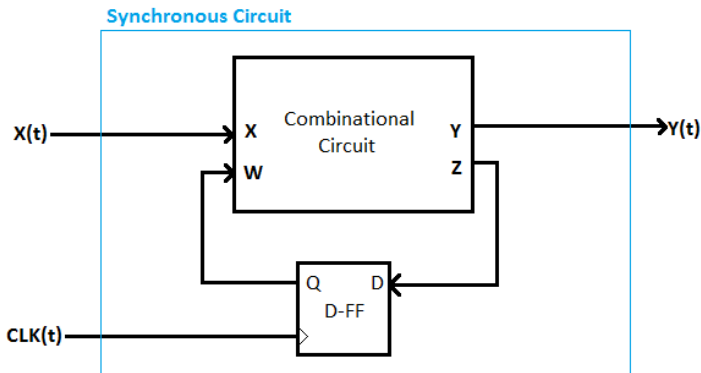 Synchronous Circuit
X(t)
X
Combinational
Circuit
Y
Y(t)
W
Z
Q
D
D-FF
CLK(t)